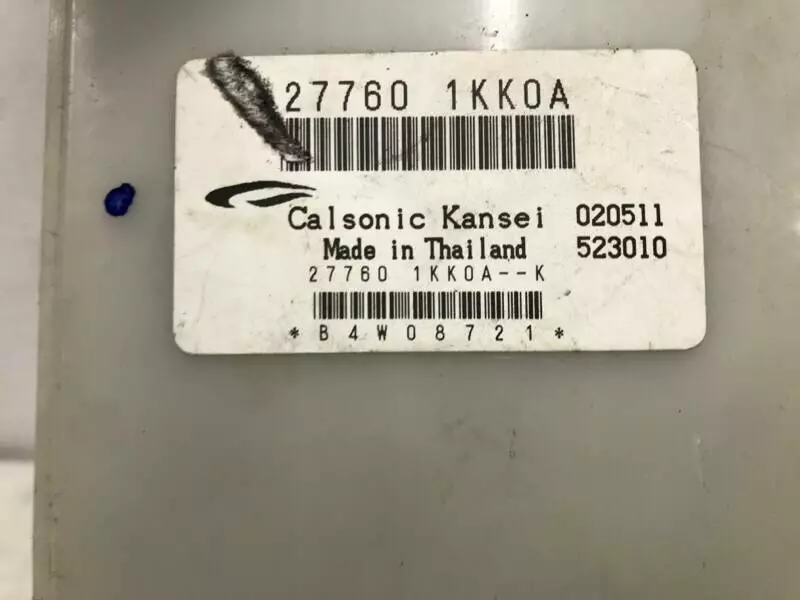 27760 1KK0A
Calsonic Kansei 020511
Made in Thailand 523010
27760 1KK0A--K
*B4W08721*